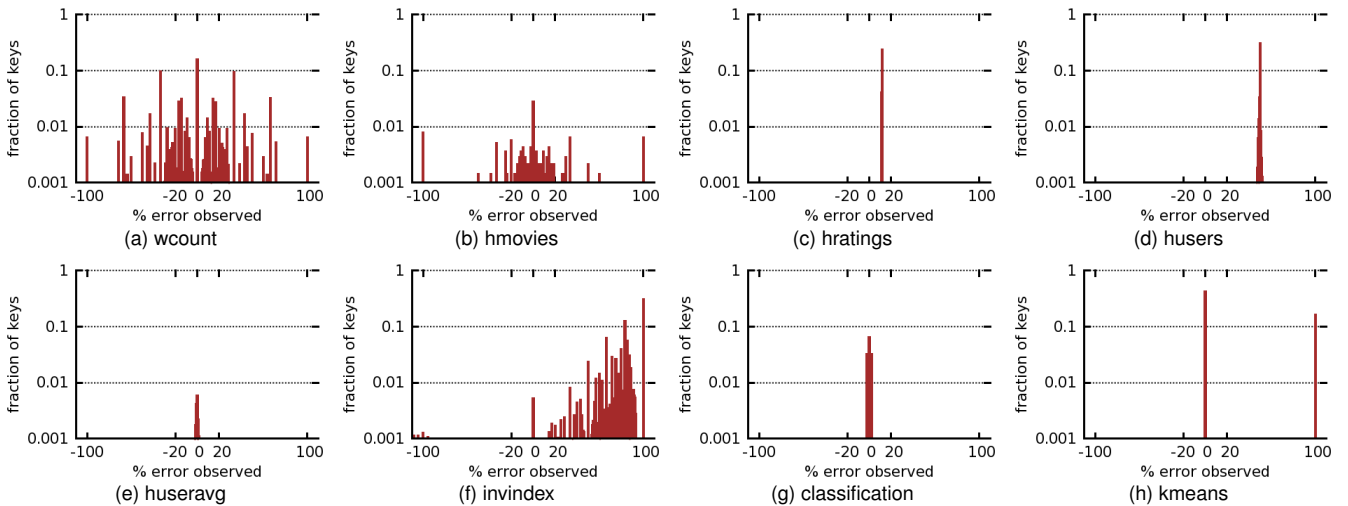 1
0.1
0.01
0.001
fraction of keys
-100 -20 0 20 100
% error observed
(a) wcount
1
0.1
0.01
0.001
fraction of keys
-100 -20 0 20 100
% error observed
(b) hmovies
1
0.1
0.01
0.001
fraction of keys
-100 -20 0 20 100
% error observed
(c) hratings
1
0.1
0.01
0.001
fraction of keys
-100 -20 0 20 100
% error observed
(d) husers
1
0.1
0.01
0.001
fraction of keys
-100 -20 0 20 100
% error observed
(e) huseravg
1
0.1
0.01
0.001
fraction of keys
-100 -20 0 20 100
% error observed
(f) invindex
1
0.1
0.01
0.001
fraction of keys
-100 -20 0 20 100
% error observed
(g) classification
1
0.1
0.01
0.001
fraction of keys
-100 -20 0 20 100
% error observed
(h) kmeans